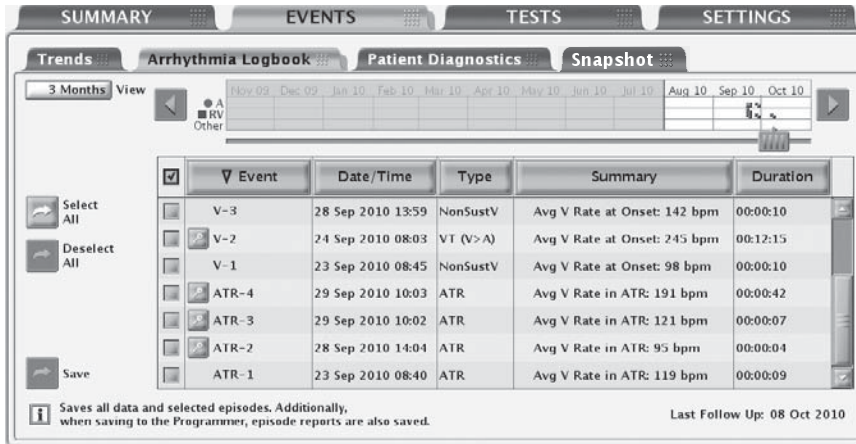 SUMMARY EVENTS TESTS SETTINGS
Trends Arrhythmia Logbook Patient Diagnostics Snapshot
3 Months View
Nov 09 Dec 09 Jan 10 Feb 10 Mar 10 Apr 10 May 10 Jun 10 Jul 10 Aug 10 Sep 10 Oct 10
A
RV
Other
Event Date/Time Type Summary Duration
Select All
Deselect All
V-3 28 Sep 2010 13:59 NonSustV Avg V Rate at Onset: 142 bpm 00:00:10
V-2 24 Sep 2010 08:03 VT (V>A) Avg V Rate at Onset: 245 bpm 00:12:15
V-1 23 Sep 2010 08:45 NonSustV Avg V Rate at Onset: 98 bpm 00:00:10
ATR-4 29 Sep 2010 10:03 ATR Avg V Rate in ATR: 191 bpm 00:00:42
ATR-3 29 Sep 2010 10:02 ATR Avg V Rate in ATR: 121 bpm 00:00:07
ATR-2 28 Sep 2010 14:04 ATR Avg V Rate in ATR: 95 bpm 00:00:04
ATR-1 23 Sep 2010 08:40 ATR Avg V Rate in ATR: 119 bpm 00:00:09
Save
i Saves all data and selected episodes. Additionally,
when saving to the Programmer, episode reports are also saved.
Last Follow Up: 08 Oct 2010